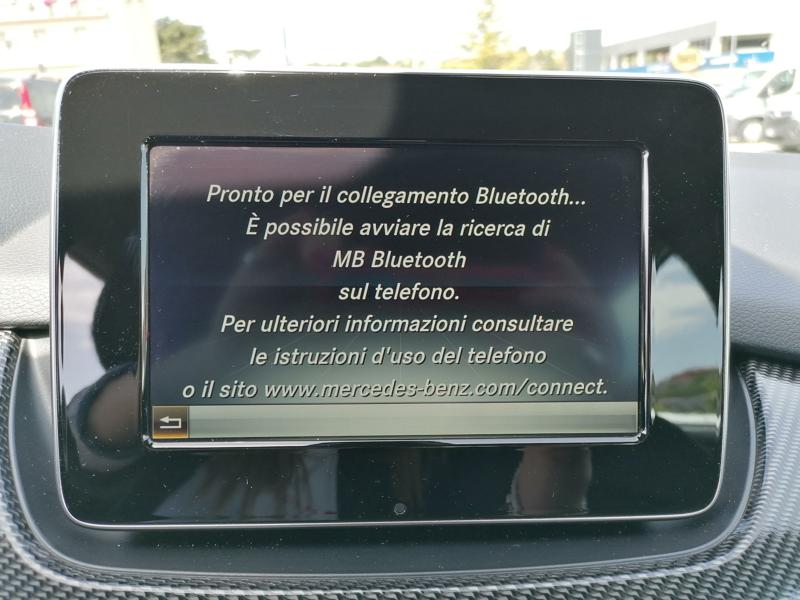 Pronto per il collegamento Bluetooth...
È possibile avviare la ricerca di
MB Bluetooth
sul telefono.
Per ulteriori informazioni consultare
le istruzioni d'uso del telefono
o il sito www.mercedes-benz.com/connect.